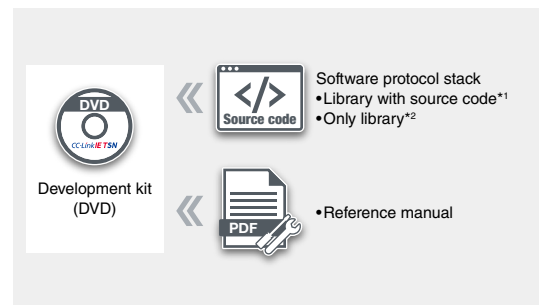 DVD
CC-Link IE TSN
Development kit
(DVD)
</>
Source code
Software protocol stack
•Library with source code*1
•Only library*2
PDF
•Reference manual